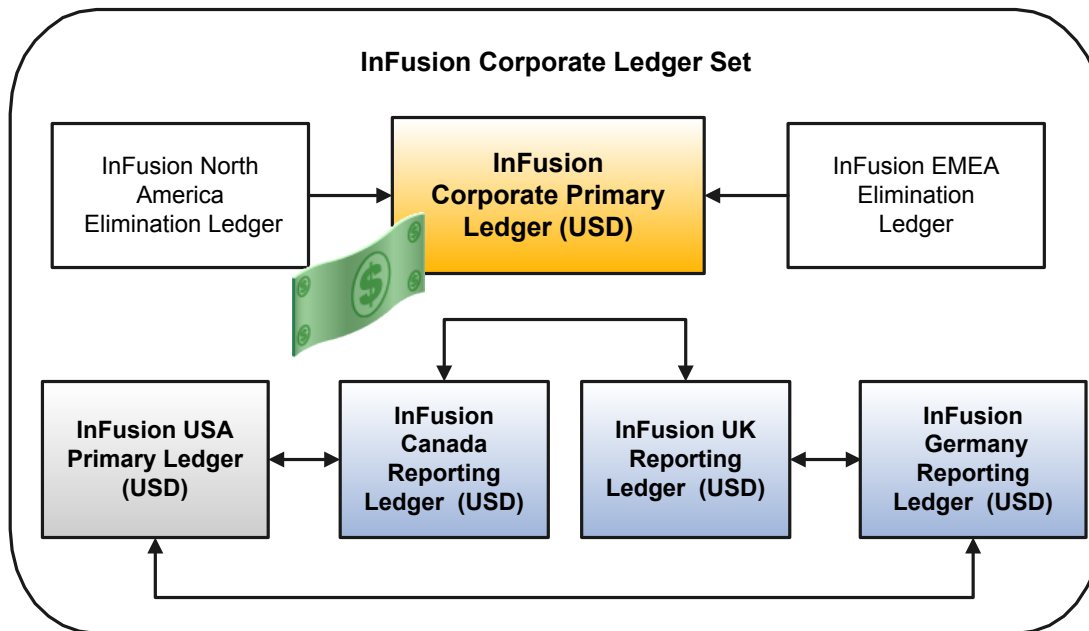 InFusion Corporate Ledger Set
InFusion North
America
Elimination Ledger
InFusion
Corporate Primary
Ledger (USD)
InFusion EMEA
Elimination
Ledger
$
$
$
$
$
InFusion USA
Primary Ledger
(USD)
InFusion
Canada
Reporting
Ledger (USD)
InFusion UK
Reporting
Ledger (USD)
InFusion
Germany
Reporting
Ledger (USD)